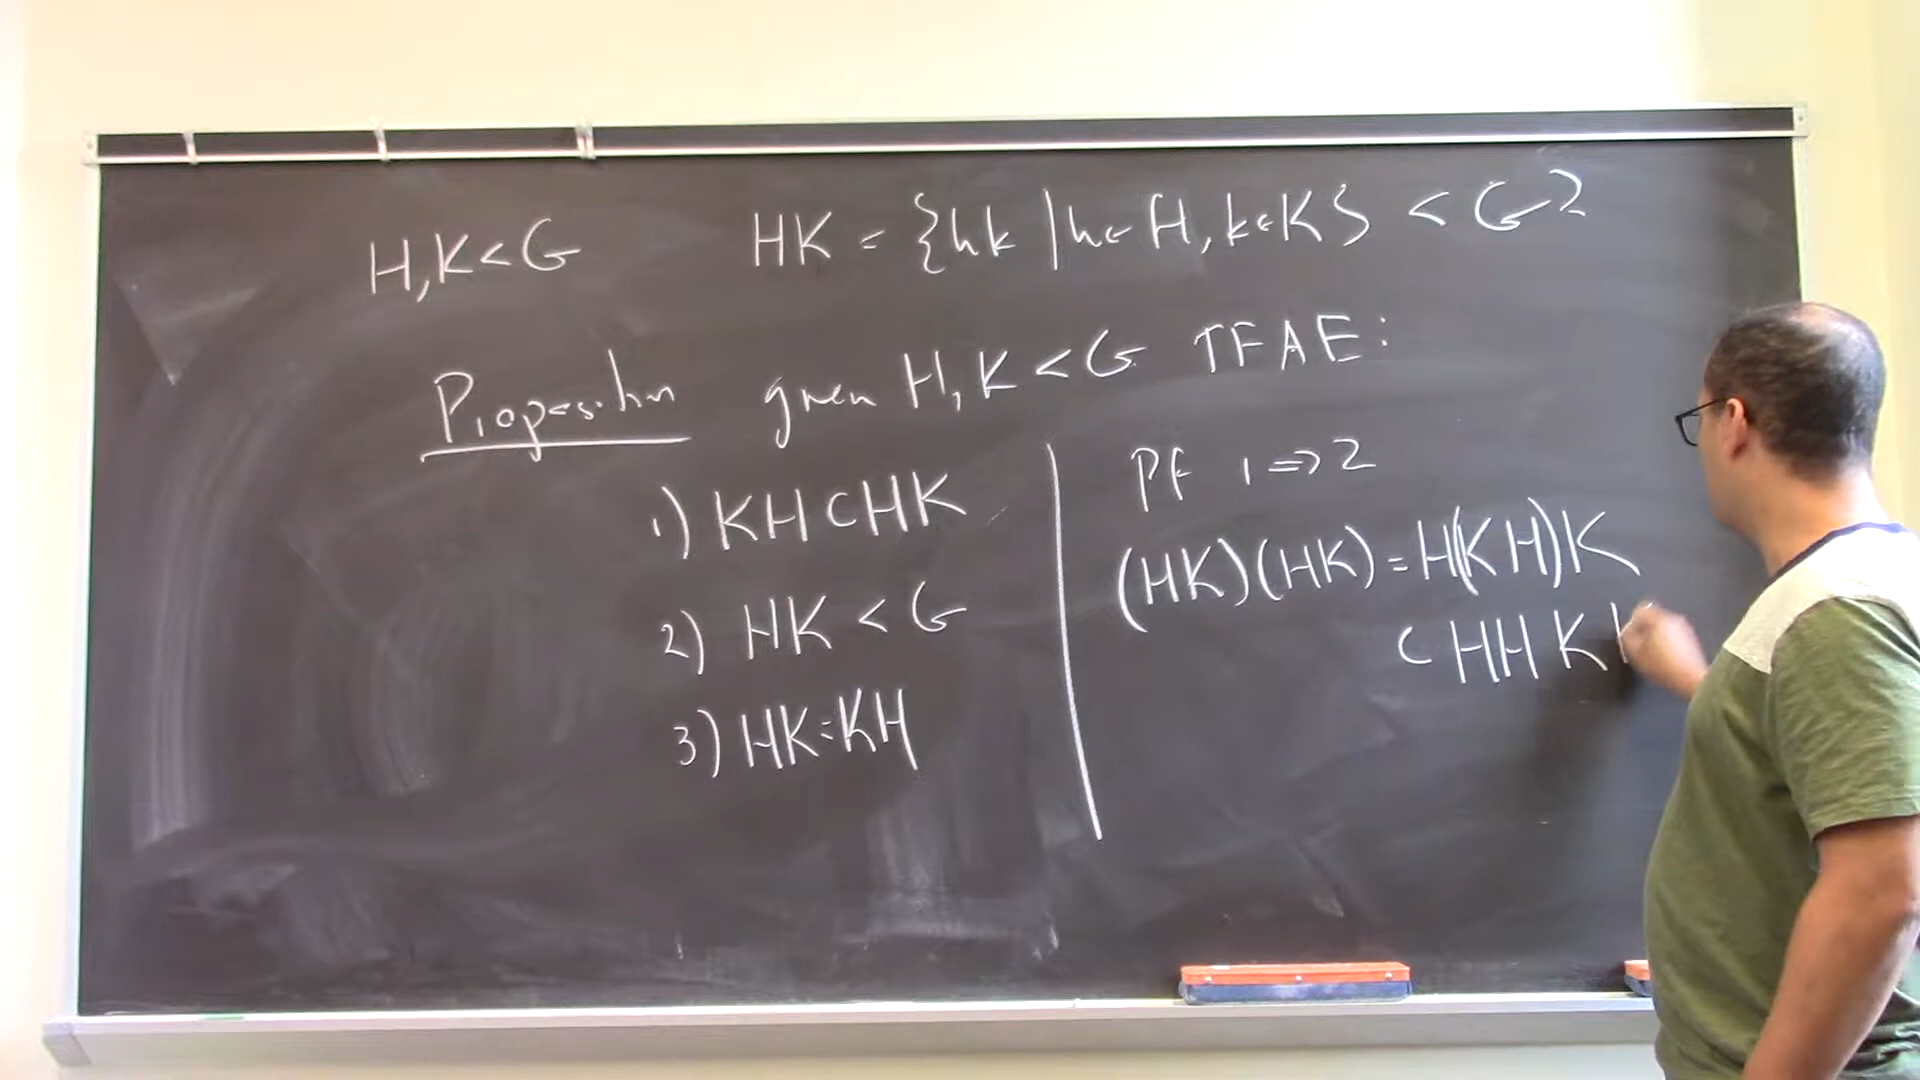 H,K<G HK = {hk | h∈H, k∈K} < G?
Proposition given H,K<G TFAE:
1) KH⊂HK
2) HK < G
3) HK=KH
Pf 1⇒2
(HK)(HK)=H(KH)K
⊂HHK